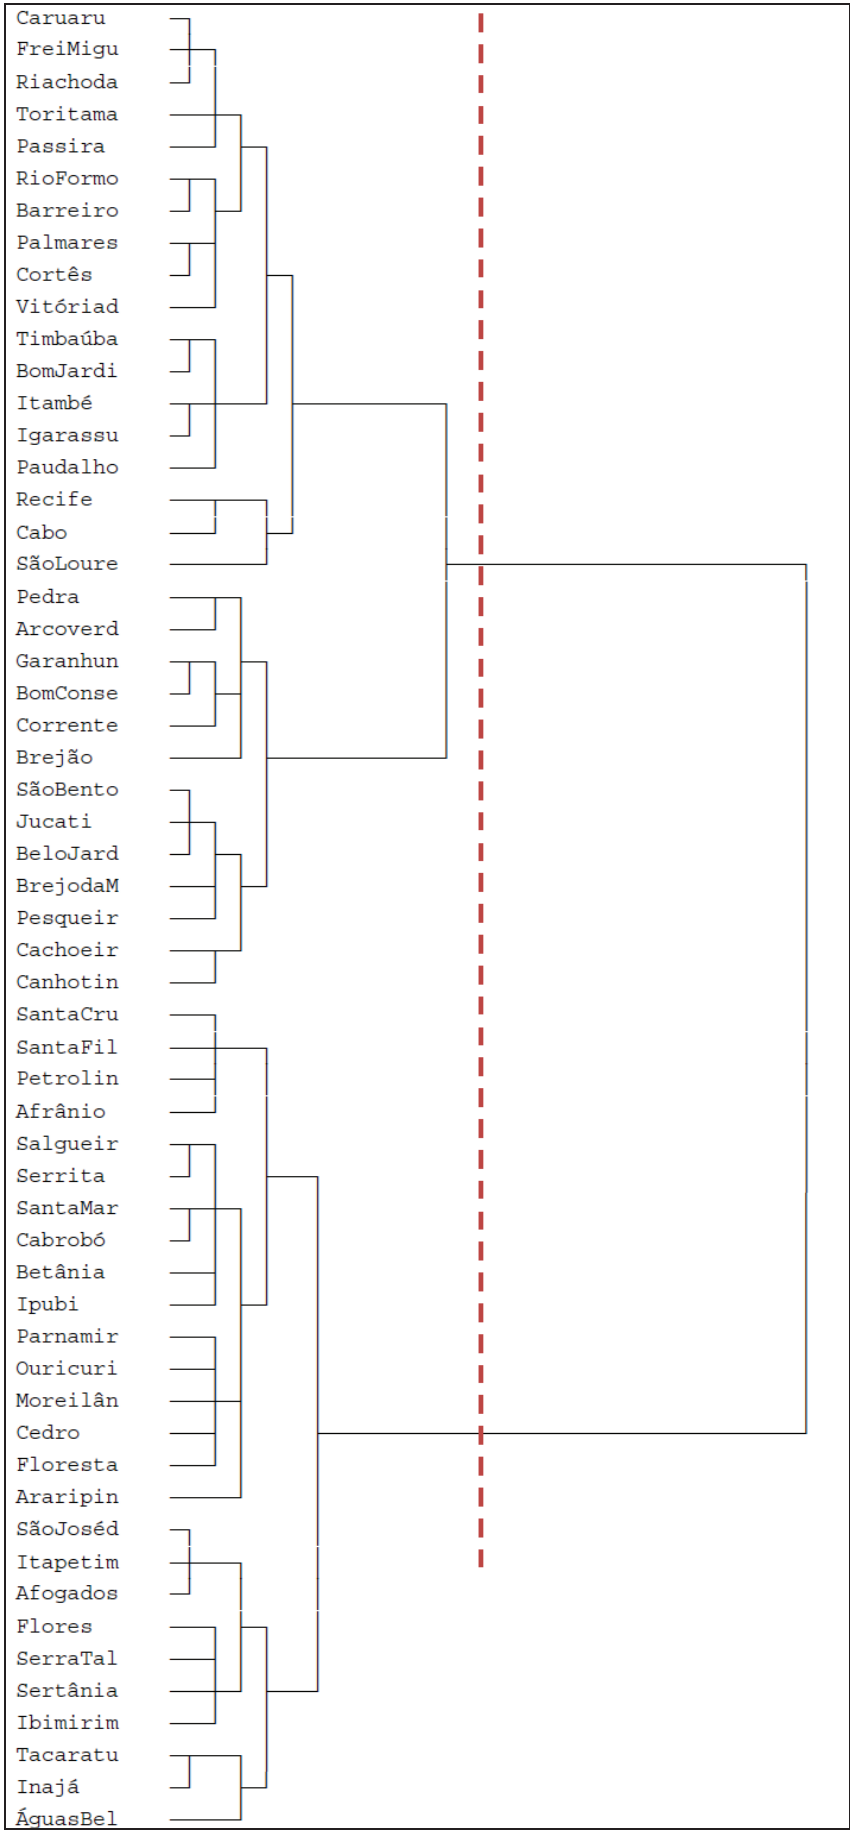 Caruaru
FreiMigu
Riachoda
Toritama
Passira
RioFormo
Barreiro
Palmares
Cortês
Vitóriad
Timbaúba
BomJardi
Itambé
Igarassu
Paudalho
Recife
Cabo
SãoLoure
Pedra
Arcoverd
Garanhun
BomConse
Corrente
Brejão
SãoBento
Jucati
BeloJard
BrejodaM
Pesqueir
Cachoeir
Canhotin
SantaCru
SantaFil
Petrolin
Afrânio
Salgueir
Serrita
SantaMar
Cabrobó
Betânia
Ipubi
Parnamir
Ouricuri
Moreilân
Cedro
Floresta
Araripin
SãoJoséd
Itapetim
Afogados
Flores
SerraTal
Sertânia
Ibimirim
Tacaratu
Inajá
ÁguasBel